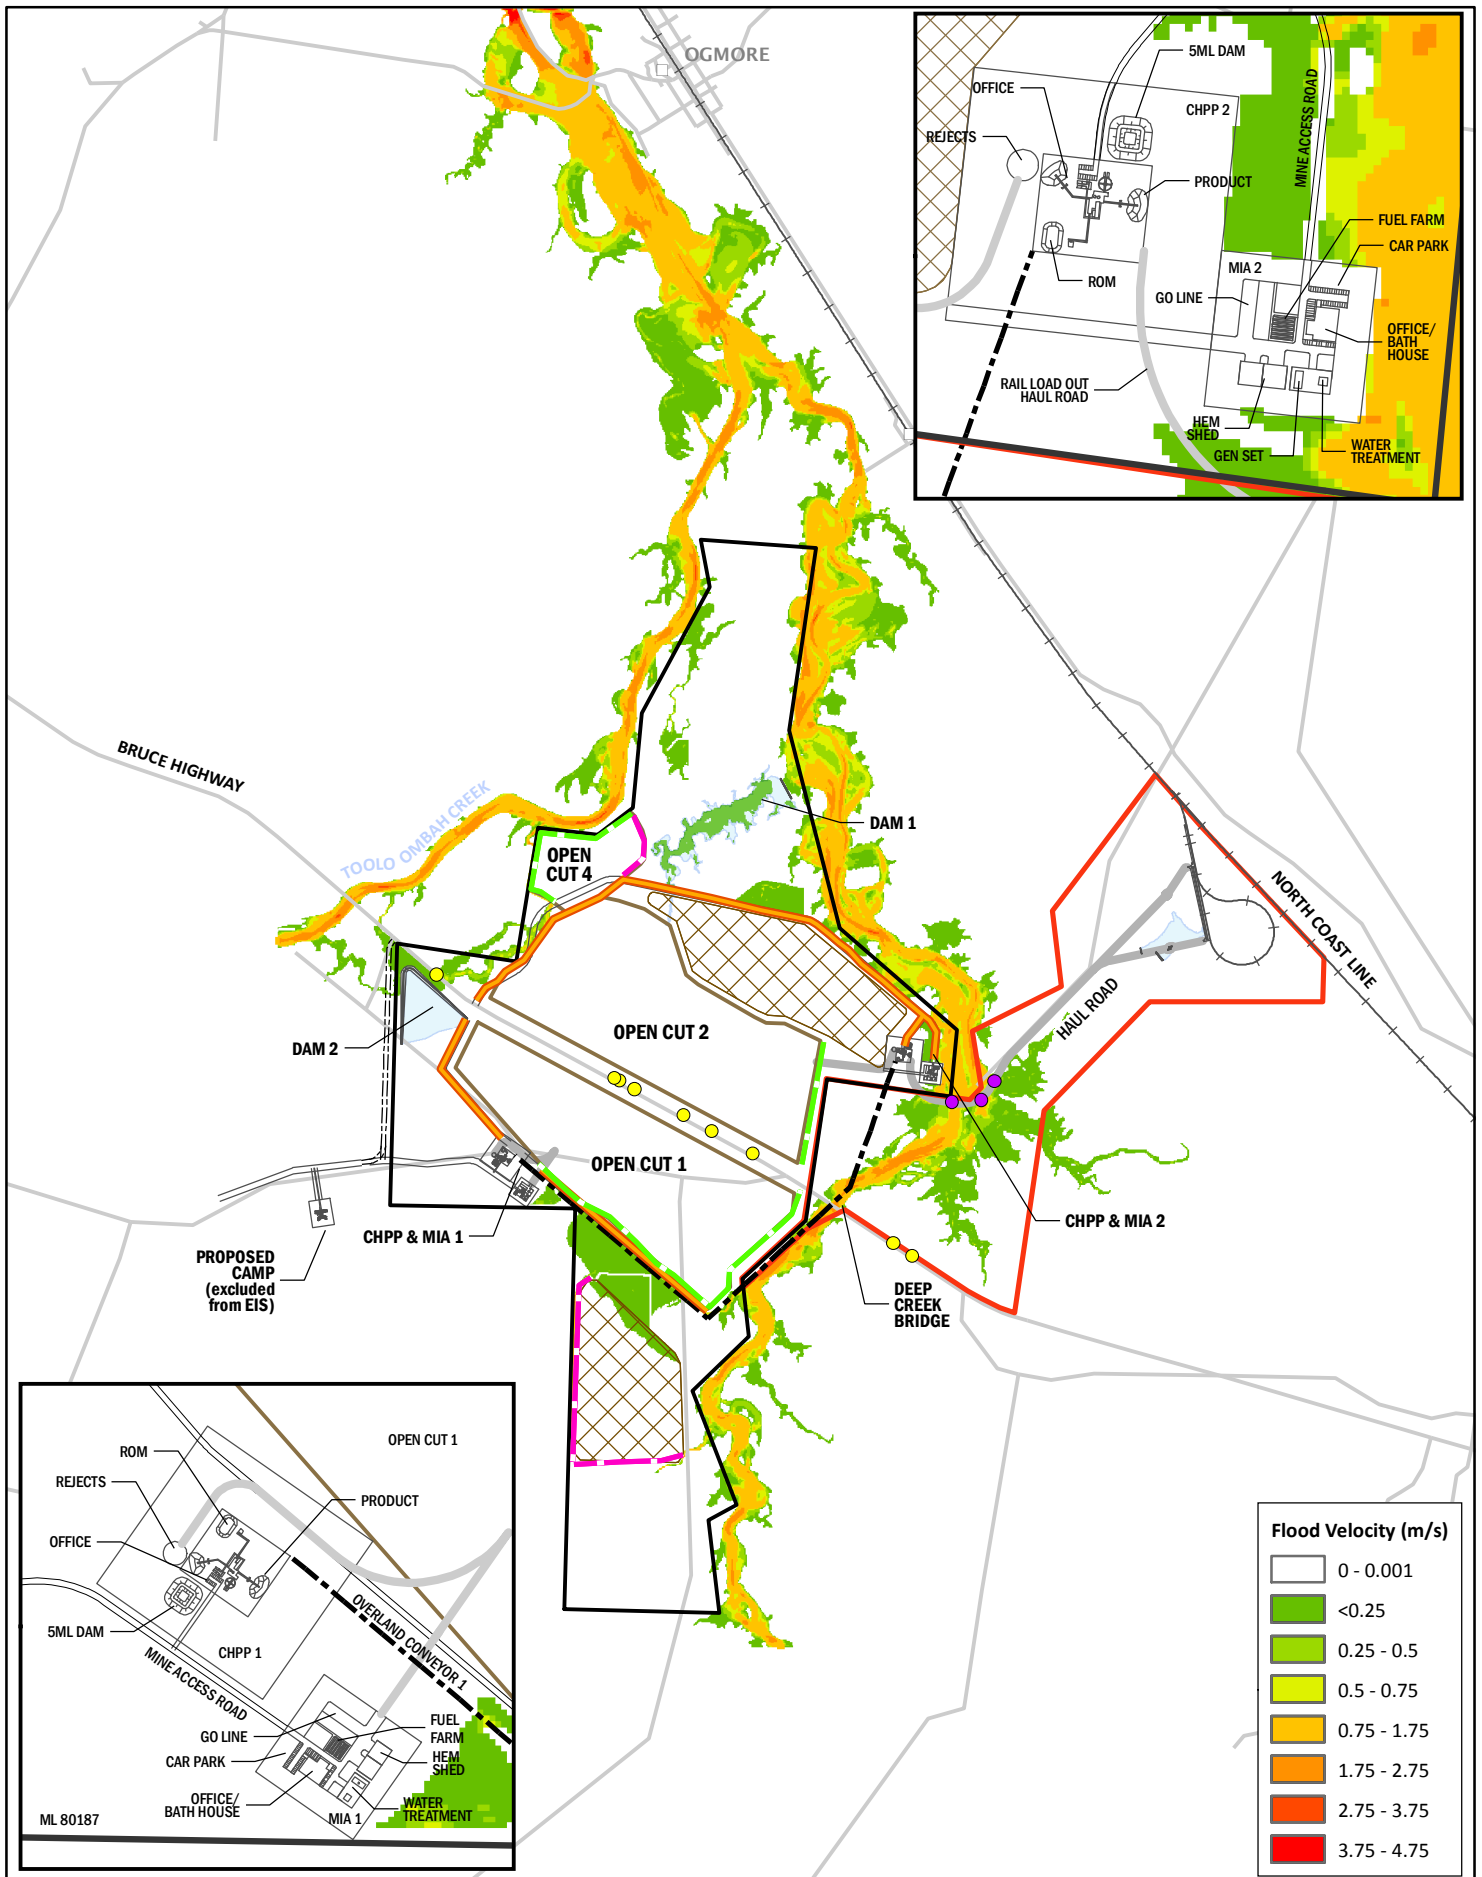 OGMORE
5ML DAM
OFFICE
CHPP 2
REJECTS
MINE ACCESS ROAD
PRODUCT
FUEL FARM
CAR PARK
MIA 2
ROM
GO LINE
OFFICE/
BATH
HOUSE
RAIL LOAD OUT
HAUL ROAD
HEM
SHED
GEN SET
WATER
TREATMENT
BRUCE HIGHWAY
TOOLO OMBAH CREEK
DAM 1
OPEN
CUT 4
NORTH COAST LINE
HAUL ROAD
OPEN CUT 2
DAM 2
OPEN CUT 1
CHPP & MIA 1
CHPP & MIA 2
PROPOSED
CAMP
(excluded
from EIS)
DEEP
CREEK
BRIDGE
OPEN CUT 1
ROM
REJECTS
PRODUCT
OFFICE
5ML DAM
CHPP 1
OVERLAND CONVEYOR 1
MINE ACCESS ROAD
FUEL
FARM
GO LINE
CAR PARK
HEM
SHED
OFFICE/
BATH HOUSE
WATER
TREATMENT
MIA 1
ML 80187
Flood Velocity (m/s)
0 - 0.001
<0.25
0.25 - 0.5
0.5 - 0.75
0.75 - 1.75
1.75 - 2.75
2.75 - 3.75
3.75 - 4.75